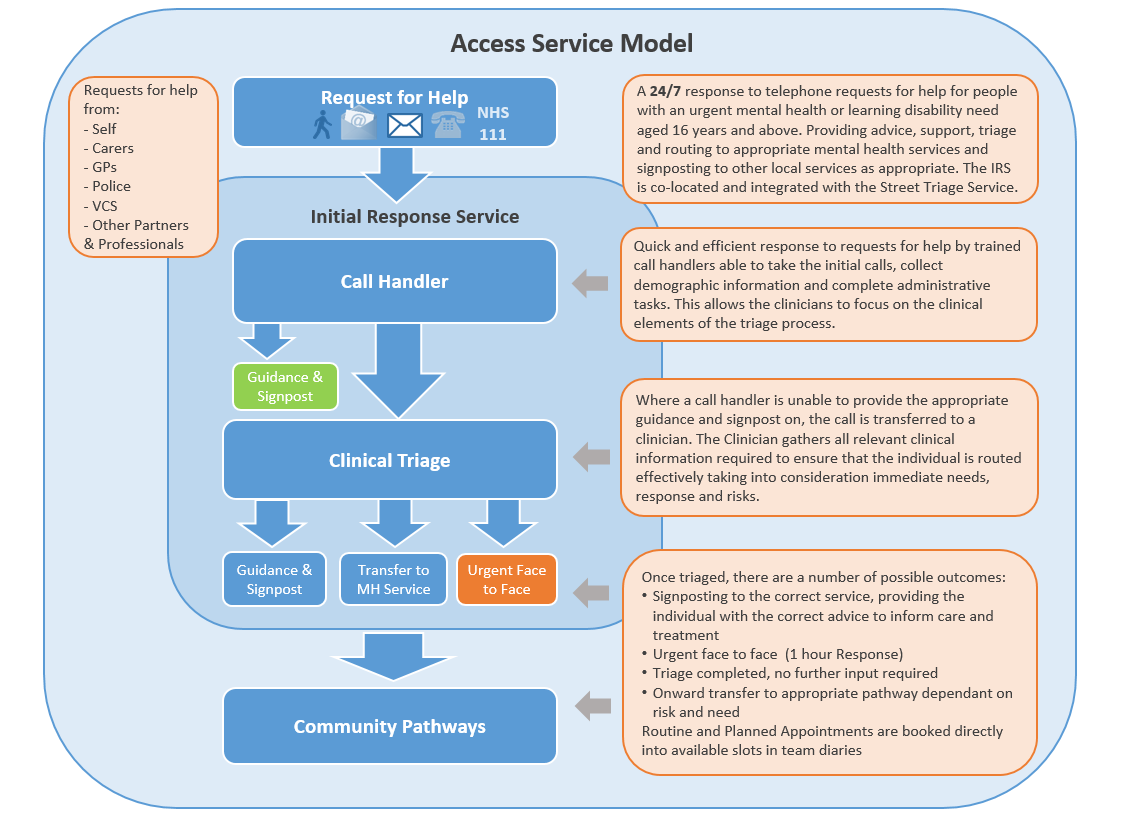 Access Service Model
Requests for help
from:
- Self
- Carers
- GPs
- Police
- VCS
- Other Partners
& Professionals
Request for Help
@
NHS
111
A 24/7 response to telephone requests for help for people
with an urgent mental health or learning disability need
aged 16 years and above. Providing advice, support, triage
and routing to appropriate mental health services and
signposting to other local services as appropriate. The IRS
is co-located and integrated with the Street Triage Service.
Initial Response Service
Call Handler
Quick and efficient response to requests for help by trained
call handlers able to take the initial calls, collect
demographic information and complete administrative
tasks. This allows the clinicians to focus on the clinical
elements of the triage process.
Guidance &
Signpost
Clinical Triage
Where a call handler is unable to provide the appropriate
guidance and signpost on, the call is transferred to a
clinician. The Clinician gathers all relevant clinical
information required to ensure that the individual is routed
effectively taking into consideration immediate needs,
response and risks.
Guidance &
Signpost
Transfer to
MH Service
Urgent Face
to Face
Once triaged, there are a number of possible outcomes:
• Signposting to the correct service, providing the
individual with the correct advice to inform care and
treatment
• Urgent face to face (1 hour Response)
• Triage completed, no further input required
• Onward transfer to appropriate pathway dependant on
risk and need
Routine and Planned Appointments are booked directly
into available slots in team diaries
Community Pathways